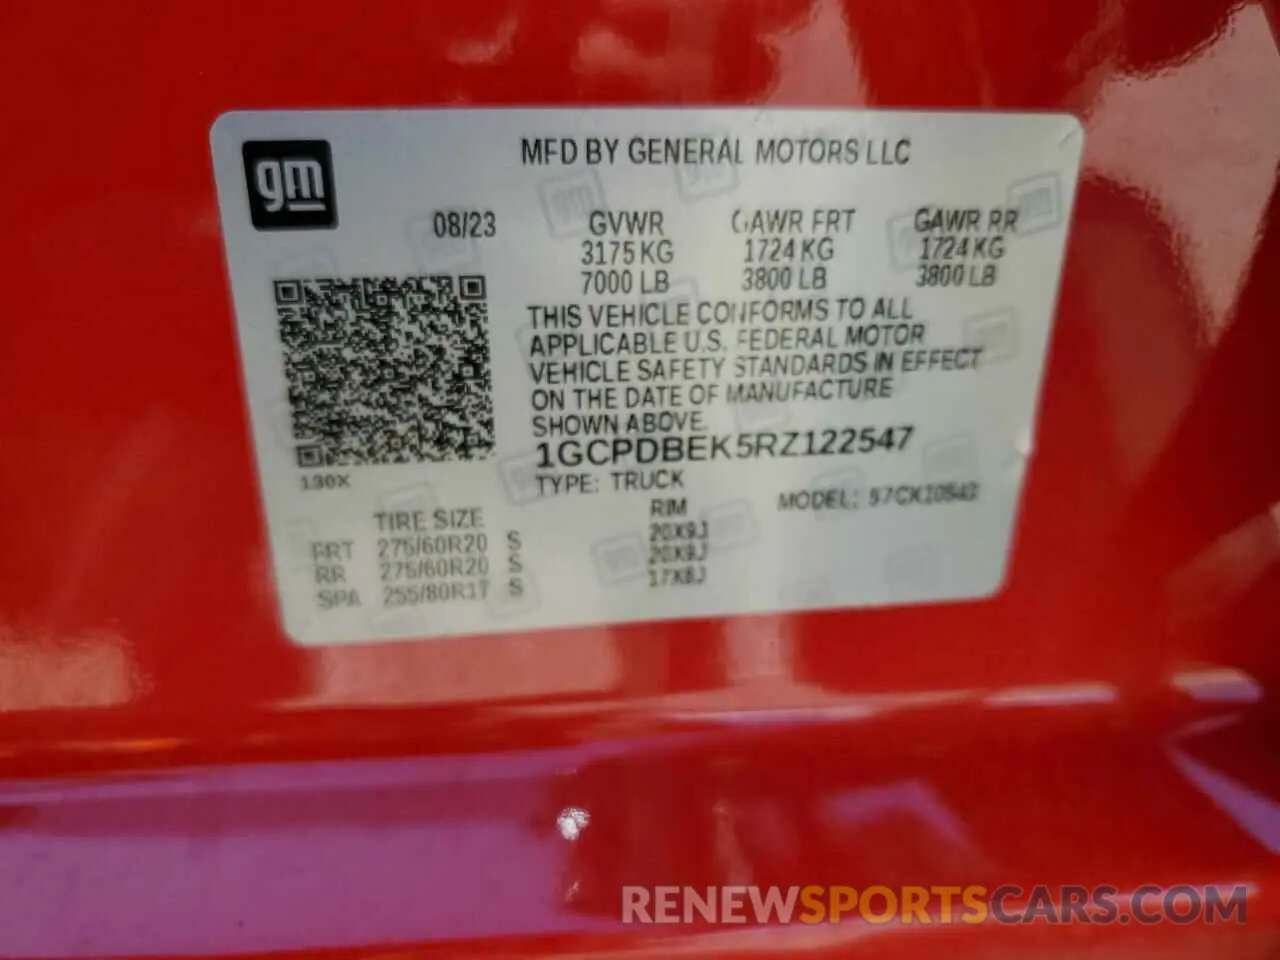 gm
MFD BY GENERAL MOTORS LLC
08/23 GVWR GAWR FRT GAWR RR
3175 KG 1724 KG 1724 KG
7000 LB 3800 LB 3800 LB
THIS VEHICLE CONFORMS TO ALL
APPLICABLE U.S. FEDERAL MOTOR
VEHICLE SAFETY STANDARDS IN EFFECT
ON THE DATE OF MANUFACTURE
SHOWN ABOVE.
1GCPDBEK5RZ122547
TYPE: TRUCK
MODEL:
TIRE SIZE RIM
FRT 275/60R20 S 20X9J
RR 275/60R20 S 20X9J
SPA 255/80R17 S 17X8J
RENEWSPORTSCARS.COM